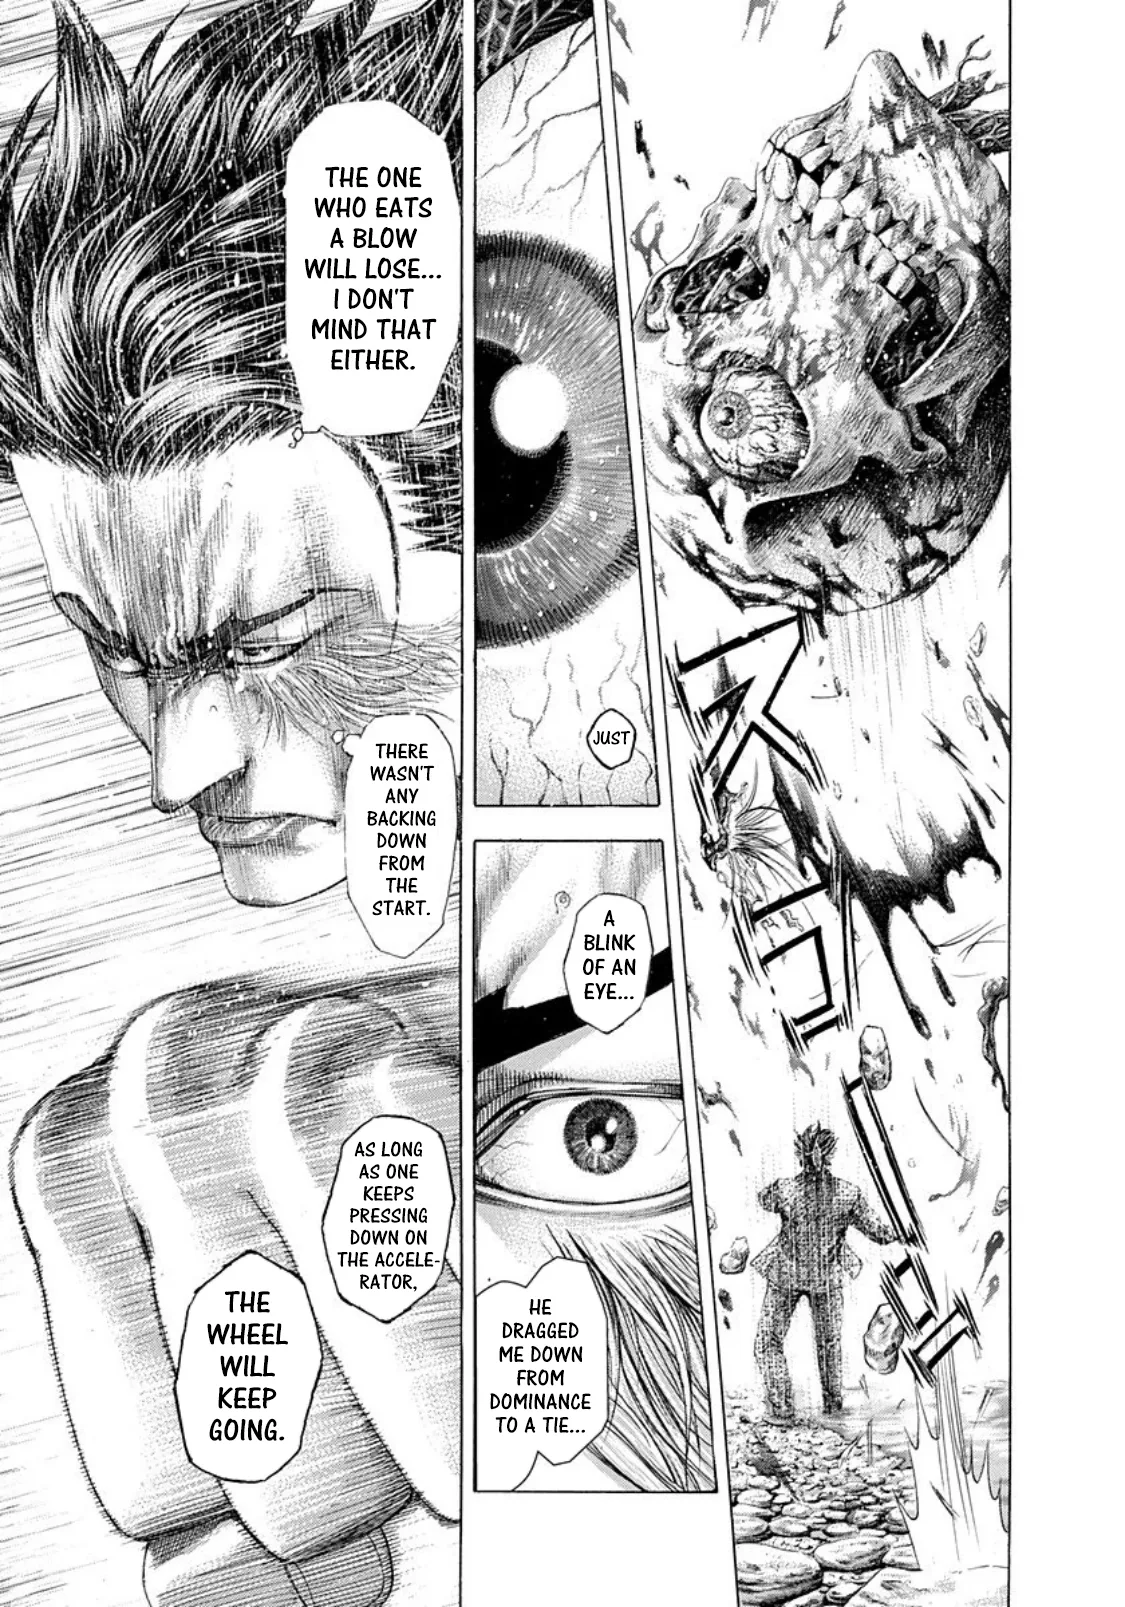 JUST
A
BLINK
OF AN
EYE...
HE
DRAGGED
ME DOWN
FROM
DOMINANCE
TO A TIE...
THE ONE
WHO EATS
A BLOW
WILL LOSE...
I DON'T
MIND THAT
EITHER.
THERE
WASN'T
ANY
BACKING
DOWN
FROM
THE
START.
AS LONG
AS ONE
KEEPS
PRESSING
DOWN ON
THE ACCELE-
RATOR,
THE
WHEEL
WILL
KEEP
GOING.